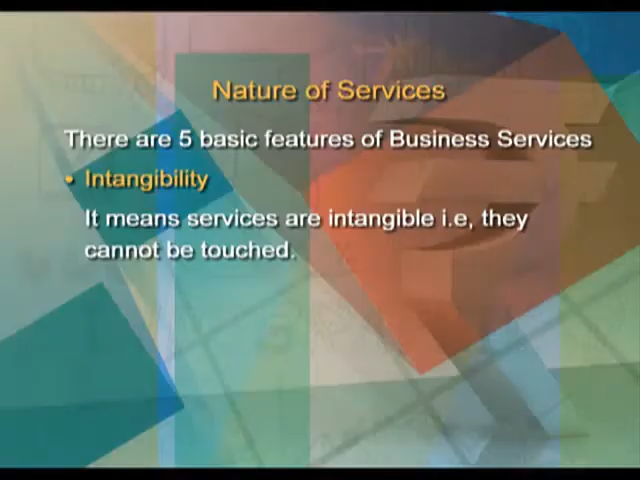 Nature of Services
There are 5 basic features of Business Services
• Intangibility
It means services are intangible i.e, they
cannot be touched.